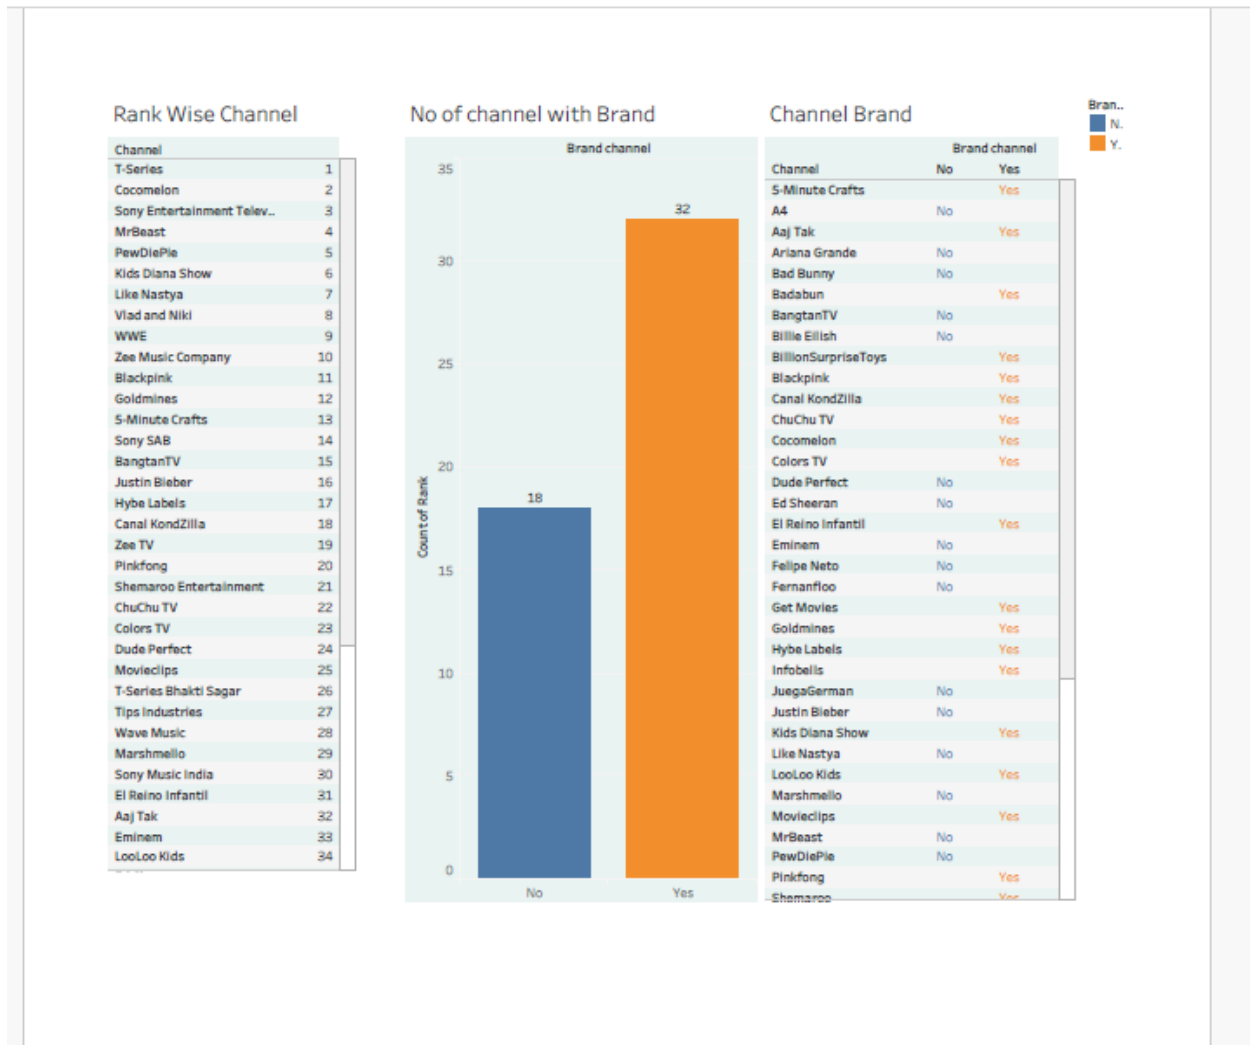 Rank Wise Channel
Channel
T-Series 1
Cocomelon 2
Sony Entertainment Telev.. 3
MrBeast 4
PewDiePie 5
Kids Diana Show 6
Like Nastya 7
Vlad and Niki 8
WWE 9
Zee Music Company 10
Blackpink 11
Goldmines 12
5-Minute Crafts 13
Sony SAB 14
BangtanTV 15
Justin Bieber 16
Hybe Labels 17
Canal KondZilla 18
Zee TV 19
Pinkfong 20
Shemaroo Entertainment 21
ChuChu TV 22
Colors TV 23
Dude Perfect 24
Movieclips 25
T-Series Bhakti Sagar 26
Tips Industries 27
Wave Music 28
Marshmello 29
Sony Music India 30
El Reino Infantil 31
Aaj Tak 32
Eminem 33
LooLoo Kids 34
No of channel with Brand
Brand channel
35
30
25
20
15
10
5
0
Count of Rank
18
32
No
Yes
Channel Brand
Brand channel
Channel No Yes
5-Minute Crafts Yes
A4 No
Aaj Tak Yes
Ariana Grande No
Bad Bunny No
Badabun Yes
BangtanTV No
Billie Eilish No
BillionSurpriseToys Yes
Blackpink Yes
Canal KondZilla Yes
ChuChu TV Yes
Cocomelon Yes
Colors TV Yes
Dude Perfect No
Ed Sheeran No
El Reino Infantil Yes
Eminem No
Felipe Neto No
Fernanfloo No
Get Movies Yes
Goldmines Yes
Hybe Labels Yes
Infobells Yes
JuegaGerman No
Justin Bieber No
Kids Diana Show Yes
Like Nastya No
LooLoo Kids Yes
Marshmello No
Movieclips Yes
MrBeast No
PewDiePie No
Pinkfong Yes
Shemaroo Yes
Bran..
N.
Y.